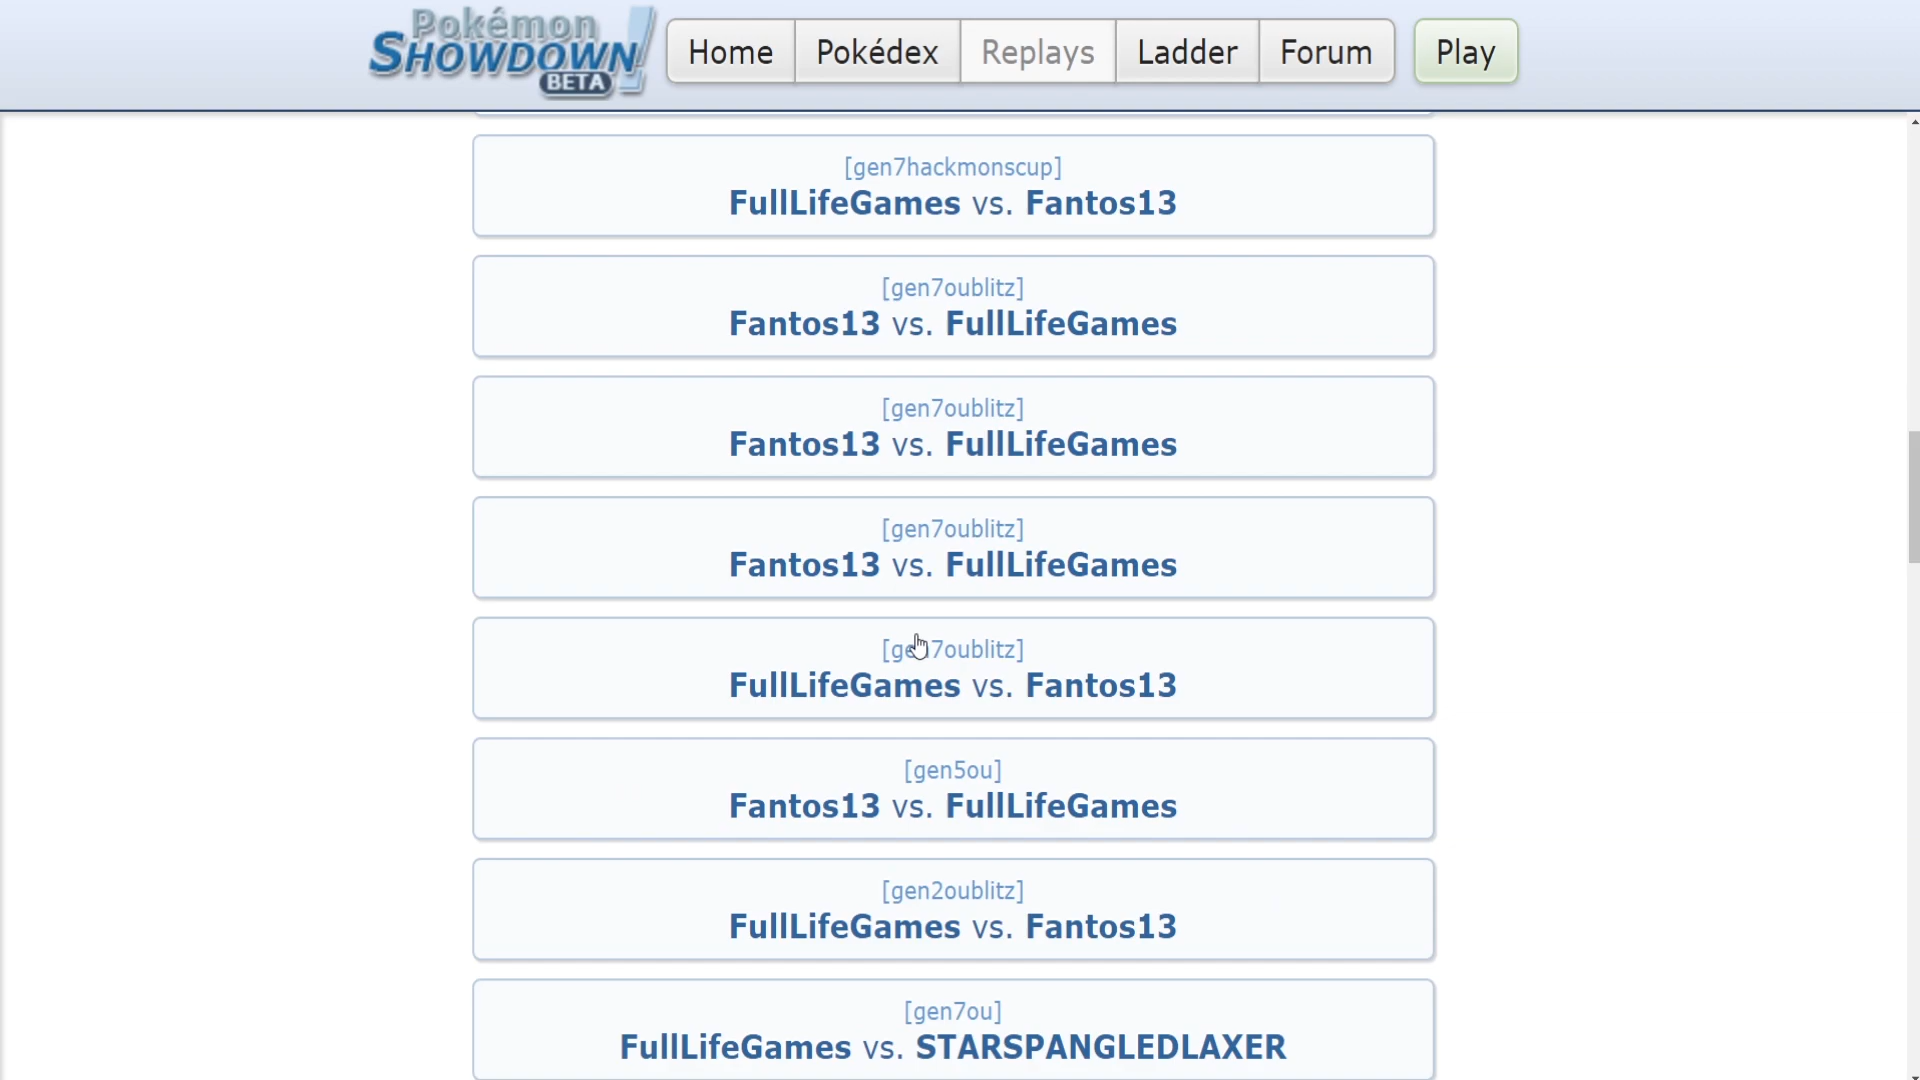 Pokémon
SHOWDOWN!
BETA
Home
Pokédex
Replays
Ladder
Forum
Play
[gen7hackmonscup]
FullLifeGames vs. Fantos13
[gen7oublitz]
Fantos13 vs. FullLifeGames
[gen7oublitz]
Fantos13 vs. FullLifeGames
[gen7oublitz]
Fantos13 vs. FullLifeGames
[gen7oublitz]
FullLifeGames vs. Fantos13
[gen5ou]
Fantos13 vs. FullLifeGames
[gen2oublitz]
FullLifeGames vs. Fantos13
[gen7ou]
FullLifeGames vs. STARSPANGLEDLAXER